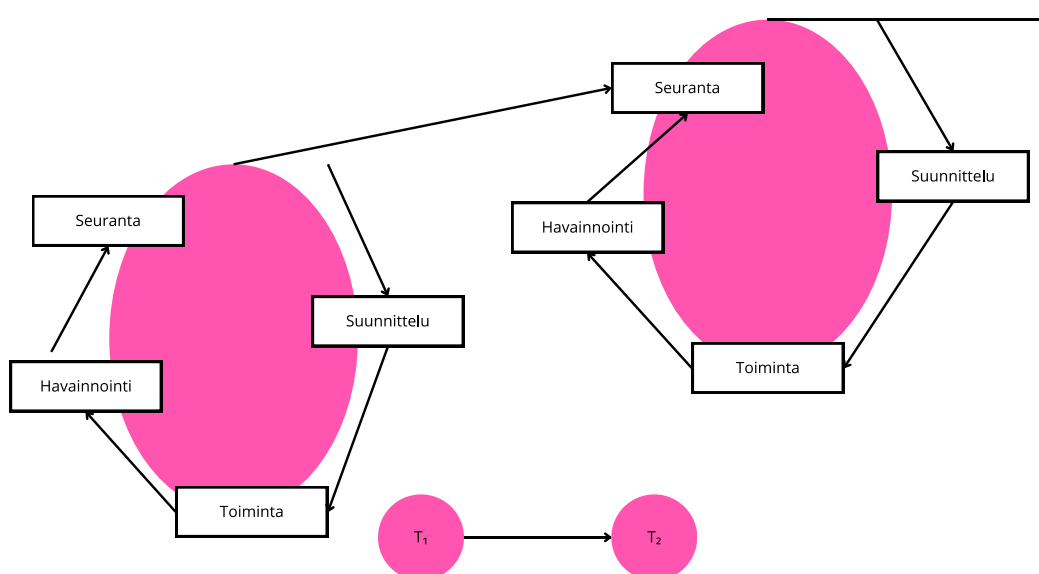 Seuranta
Suunnittelu
Havainnointi
Toiminta
Seuranta
Suunnittelu
Havainnointi
Toiminta
T₁
T₂